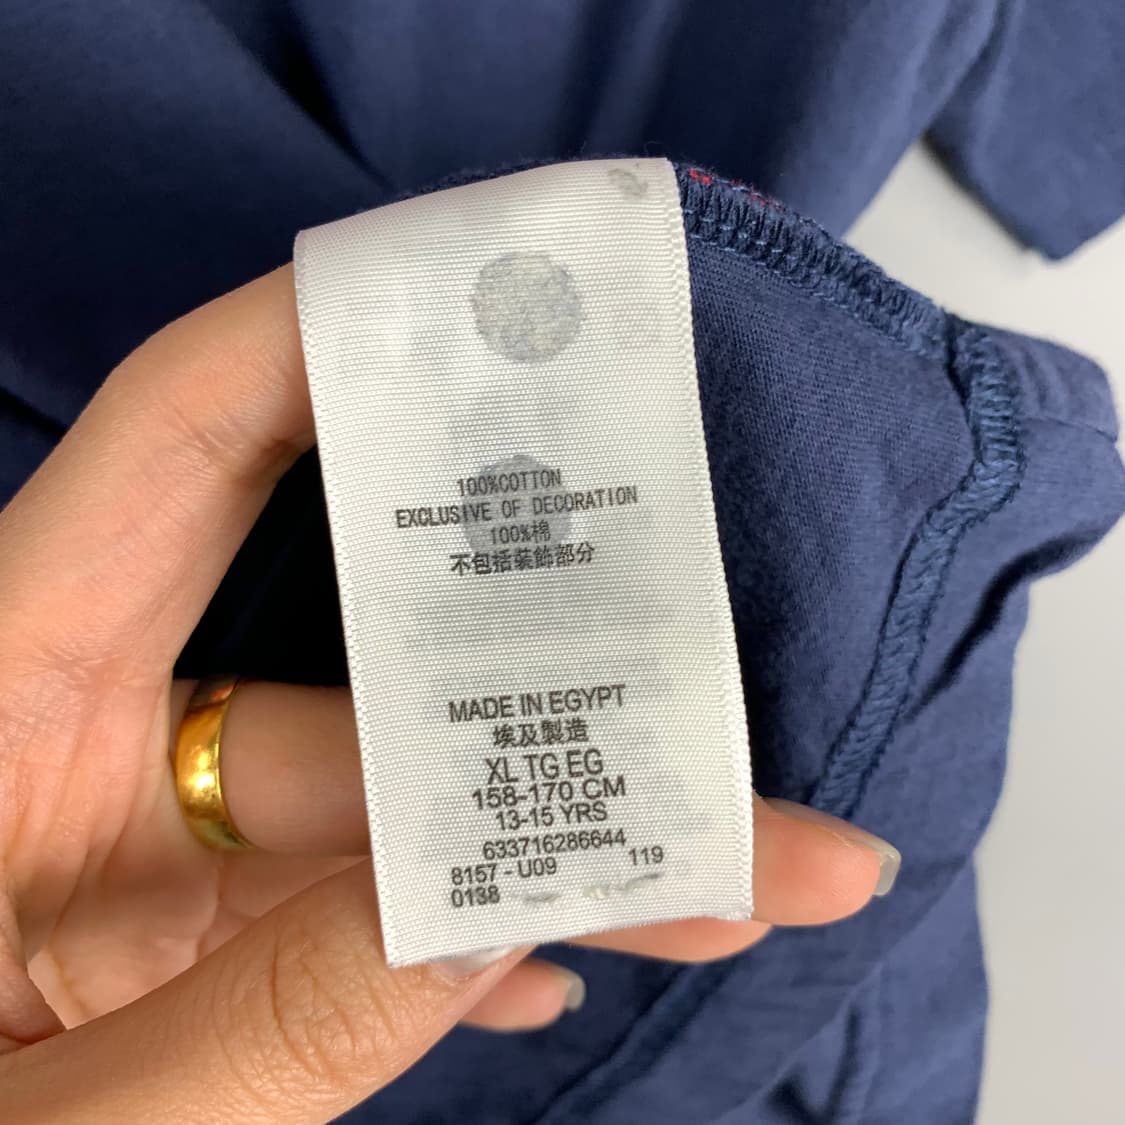 100%COTTON
EXCLUSIVE OF DECORATION
100%棉
不包括装飾部分
MADE IN EGYPT
埃及製造
XL TG EG
158-170 CM
13-15 YRS
633716286644
8157 - U09 119
0138